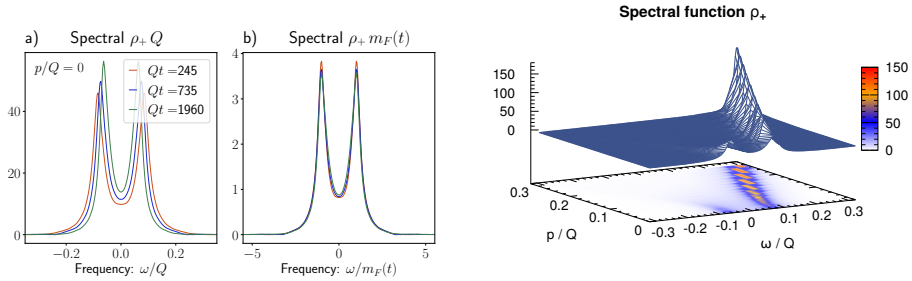 a) Spectral ρ₊ Q
p/Q = 0
Qt = 245
Qt = 735
Qt = 1960
40
20
0
−0.2 0.0 0.2
Frequency: ω/Q
b) Spectral ρ₊ m_F(t)
4
3
2
1
0
−5 0 5
Frequency: ω/m_F(t)
Spectral function ρ₊
150
100
50
0
150
100
50
0
0.3
0.2
0.1
0
p / Q
-0.3 -0.2 -0.1 0 0.1 0.2 0.3
ω / Q